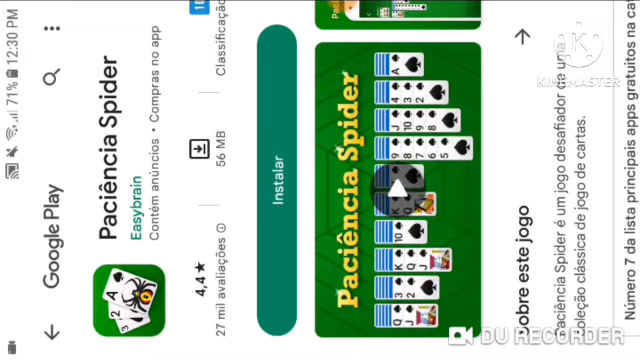 71% 12:30 PM
Google Play
Paciência Spider
Easybrain
Contém anúncios • Compras no app
4,4★
27 mil avaliações
56 MB
10
Classificação
Instalar
Paciência Spider
Sobre este jogo
Paciência Spider é um jogo desafiador de uma
coleção clássica de jogo de cartas.
Número 7 da lista principais apps gratuitos na
KINEMASTER
DU RECORDER